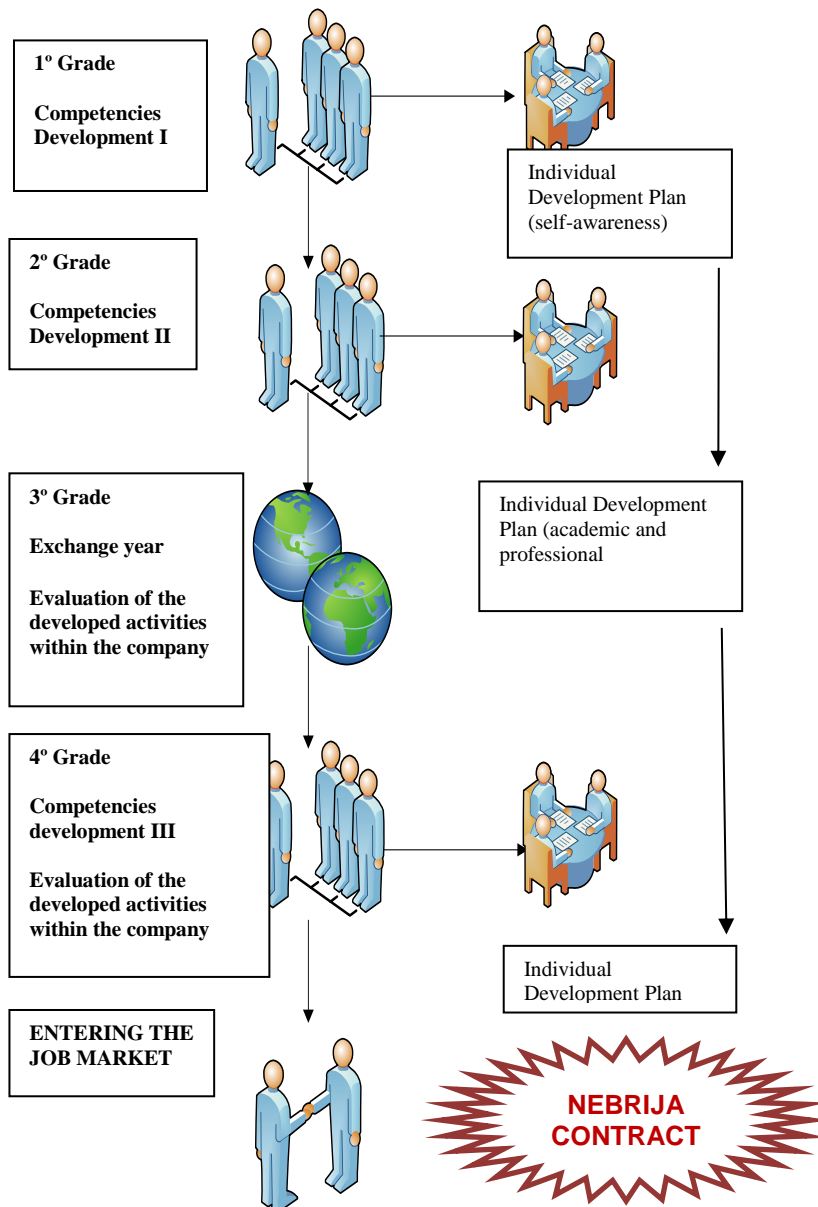 1º Grade
Competencies
Development I
Individual
Development Plan
(self-awareness)
2º Grade
Competencies
Development II
3º Grade
Exchange year
Evaluation of the
developed activities
within the company
Individual Development
Plan (academic and
professional
4º Grade
Competencies
development III
Evaluation of the
developed activities
within the company
Individual
Development Plan
ENTERING THE
JOB MARKET
NEBRIJA
CONTRACT